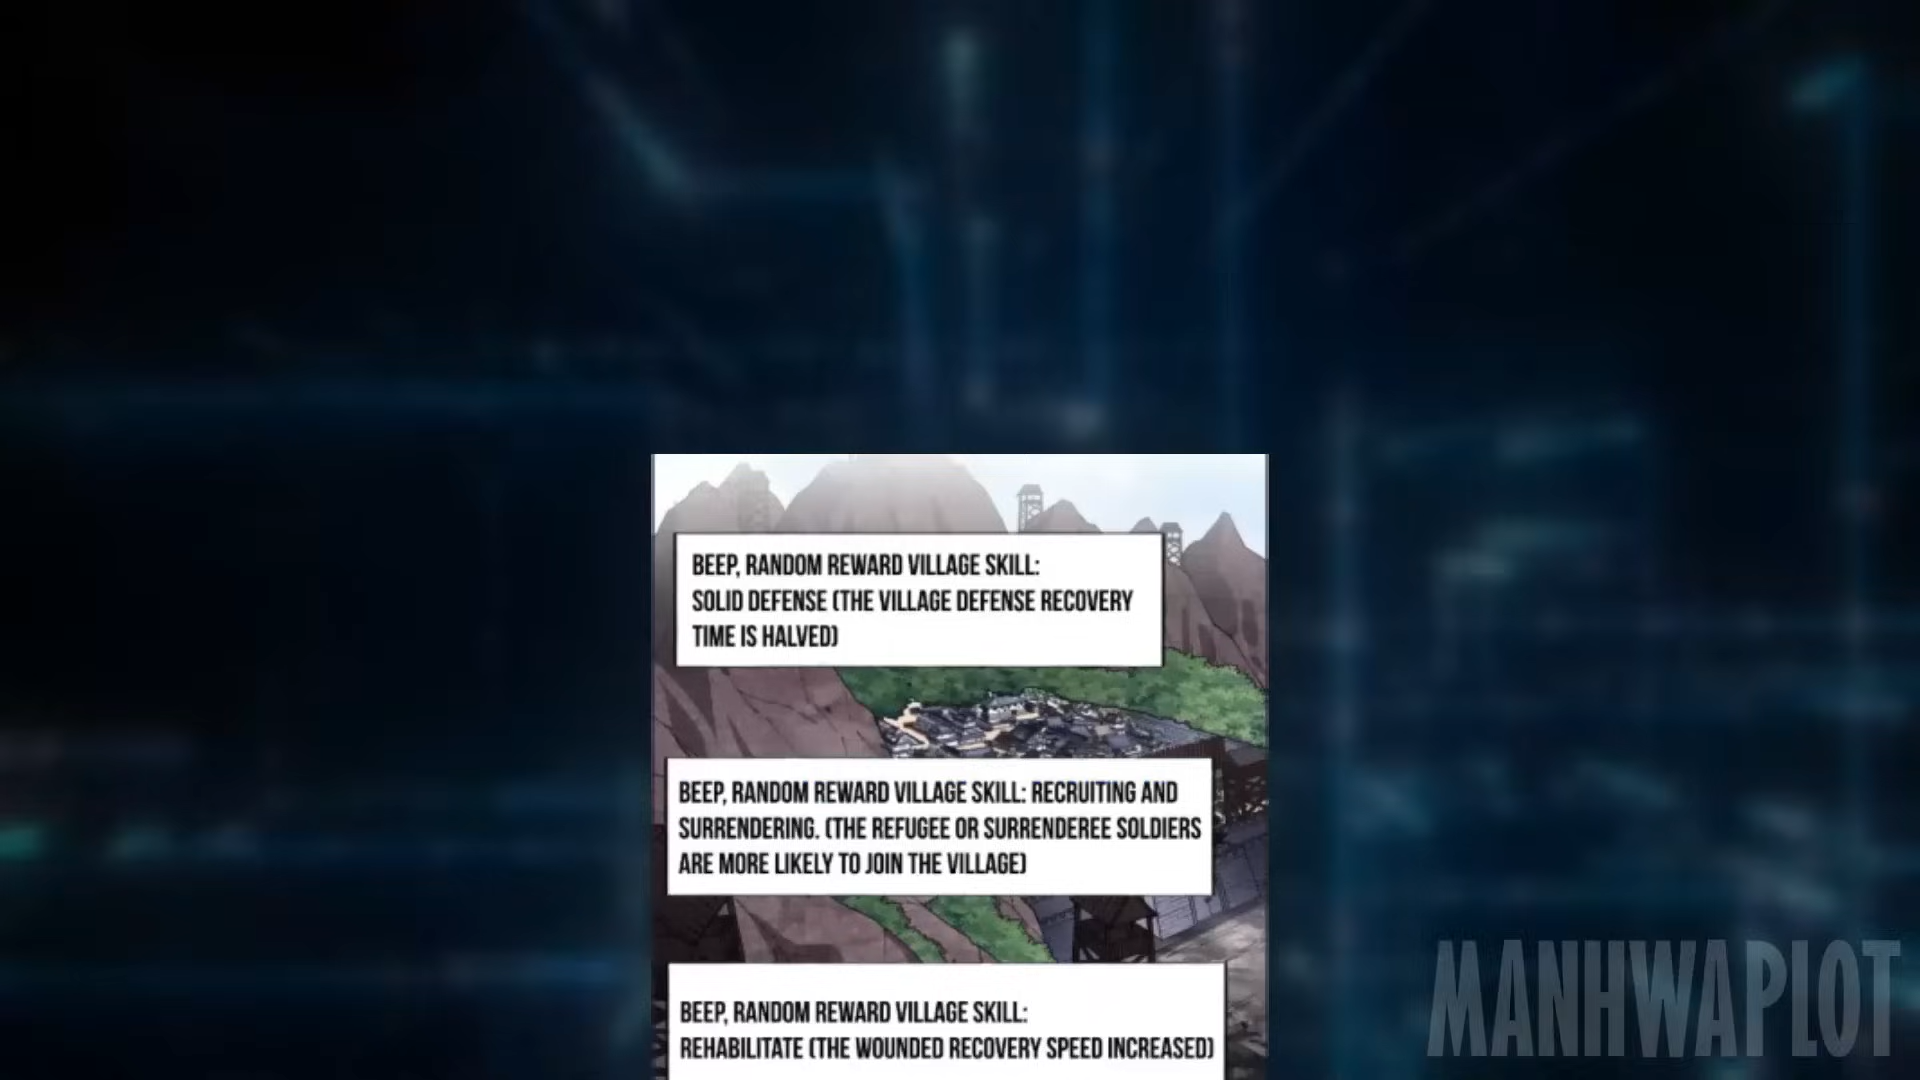 BEEP, RANDOM REWARD VILLAGE SKILL:
SOLID DEFENSE (THE VILLAGE DEFENSE RECOVERY
TIME IS HALVED)
BEEP, RANDOM REWARD VILLAGE SKILL: RECRUITING AND
SURRENDERING. (THE REFUGEE OR SURRENDEREE SOLDIERS
ARE MORE LIKELY TO JOIN THE VILLAGE)
BEEP, RANDOM REWARD VILLAGE SKILL:
REHABILITATE (THE WOUNDED RECOVERY SPEED INCREASED)
MANHWAPLOT